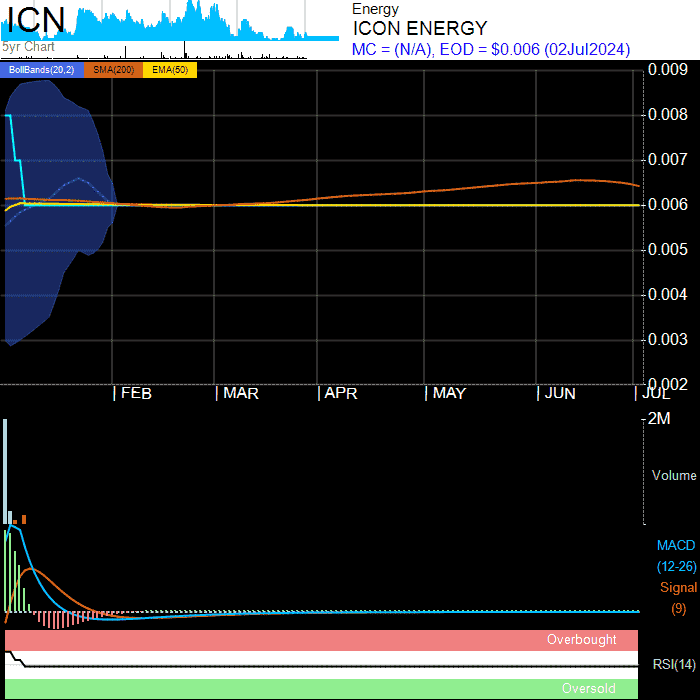 ICN
5yr Chart
Energy
ICON ENERGY
MC = (N/A), EOD = $0.006 (02Jul2024)
BollBands(20,2) SMA(200) EMA(50)
0.009
0.008
0.007
0.006
0.005
0.004
0.003
0.002
FEB MAR APR MAY JUN JUL
2M
Volume
MACD
(12-26)
Signal
(9)
Overbought
RSI(14)
Oversold